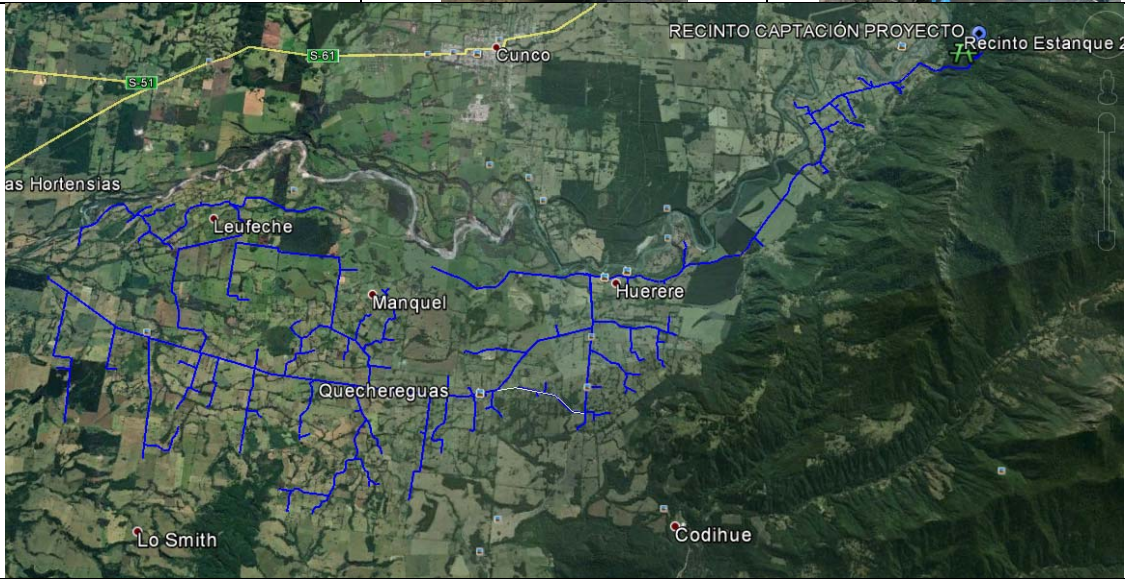 RECINTO CAPTACIÓN PROYECTO
Recinto Estanque 2
S-61
Cunco
S-51
as Hortensias
Leufeche
Huerere
Manquel
Quechereguas
Lo Smith
Codihue